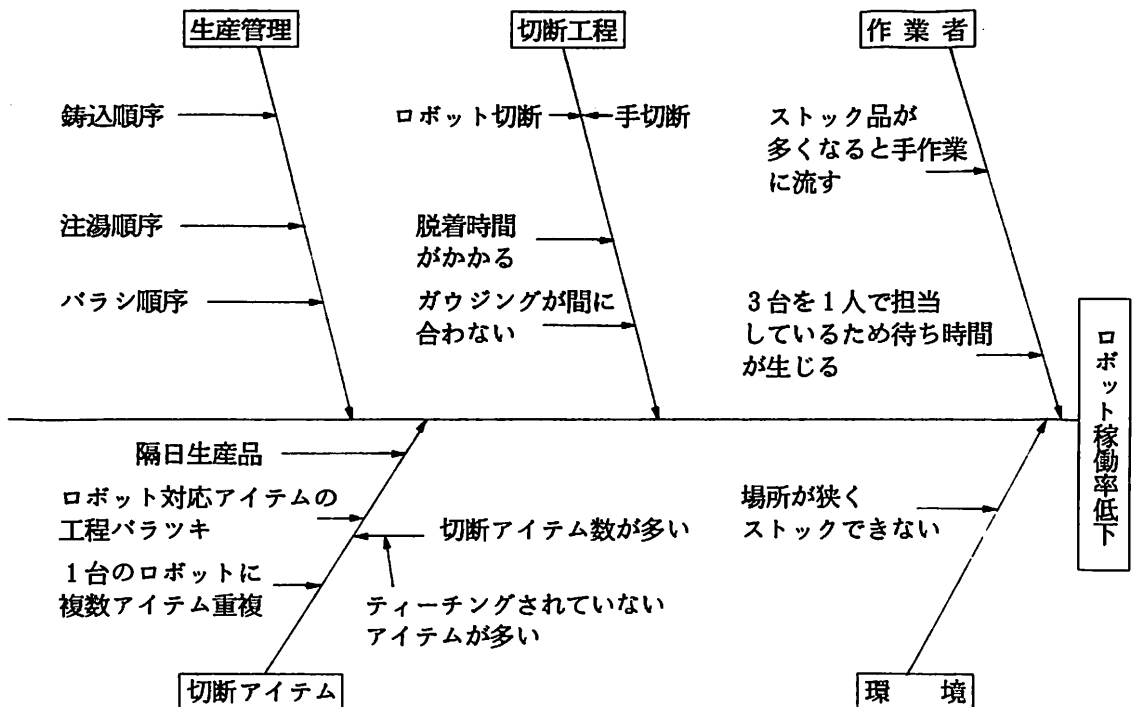 生産管理
切断工程
作業者
鋳込順序
ロボット切断
手切断
ストック品が
多くなると手作業
に流す
注湯順序
脱着時間
がかかる
バラシ順序
ガウジングが間に
合わない
3台を1人で担当
しているため待ち時間
が生じる
ロボット稼働率低下
隔日生産品
ロボット対応アイテムの
工程バラツキ
切断アイテム数が多い
場所が狭く
ストックできない
1台のロボットに
複数アイテム重複
ティーチングされていない
アイテムが多い
切断アイテム
環境